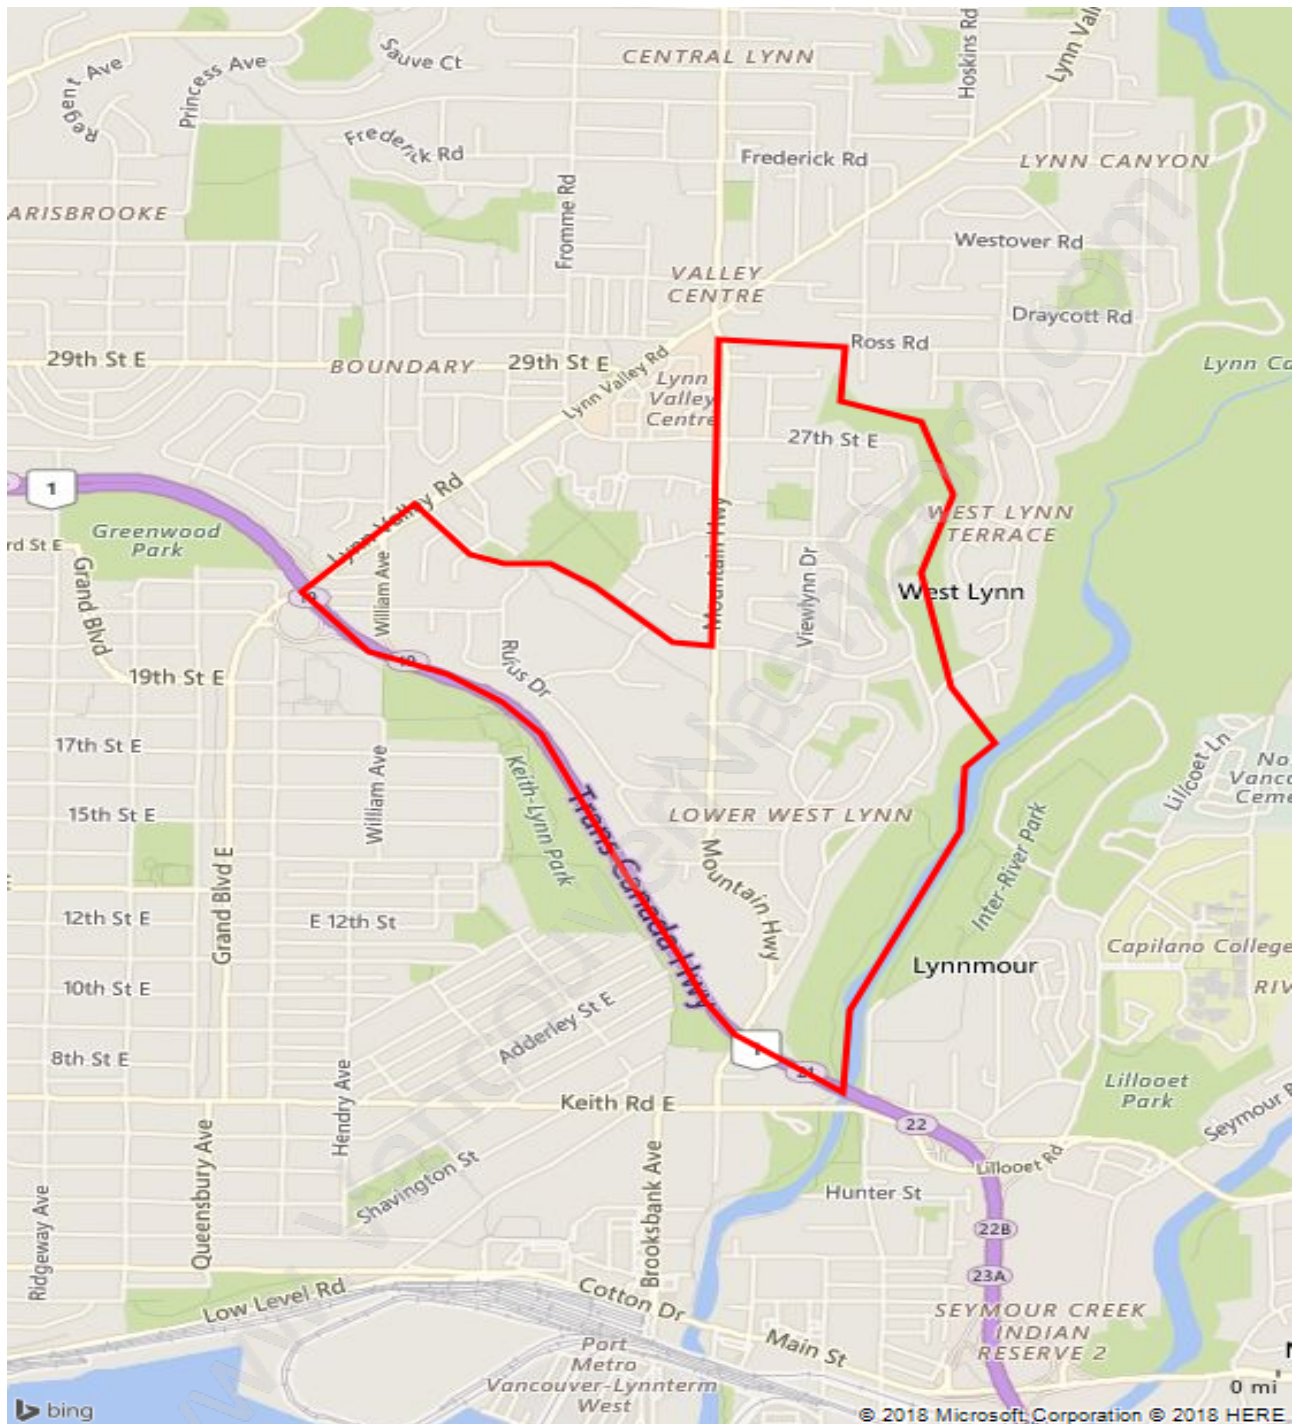 Sauve Ct
CENTRAL LYNN
Hoskins Rd
Lynn Valley
Regent Ave
Princess Ave
Frederick Rd
Frederick Rd
LYNN CANYON
Fromme Rd
ARISBROOKE
Westover Rd
VALLEY
CENTRE
Draycott Rd
Ross Rd
29th St E
BOUNDARY
29th St E
Lynn Valley Rd
Lynn Ca
Lynn
Valley
Centre
27th St E
1
Lynn Valley Rd
Greenwood
Park
rd St E
Grand Blvd
William Ave
Mountain Hwy
WEST LYNN
TERRACE
Viewlynn Dr
West Lynn
19
19
19th St E
Rufus Dr
17th St E
William Ave
Keith-Lynn Park
Trans Canada Hwy
Lillooet Ln
No
Vanco
Ceme
15th St E
LOWER WEST LYNN
Inter-River Park
Grand Blvd E
Mountain Hwy
12th St E
E 12th St
Capilano College
Lynnmour
RIV
10th St E
Adderley St E
8th St E
Hendry Ave
1
21
Lillooet
Park
Keith Rd E
22
Seymour R
Queensbury Ave
Shavington St
Brooksbank Ave
Lillooet Rd
Hunter St
Ridgeway Ave
22B
23A
Low Level Rd
Cotton Dr
Main St
SEYMOUR CREEK
INDIAN
RESERVE 2
Port
Metro
Vancouver-Lynnterm
West
0 mi
bing
© 2018 Microsoft Corporation © 2018 HERE